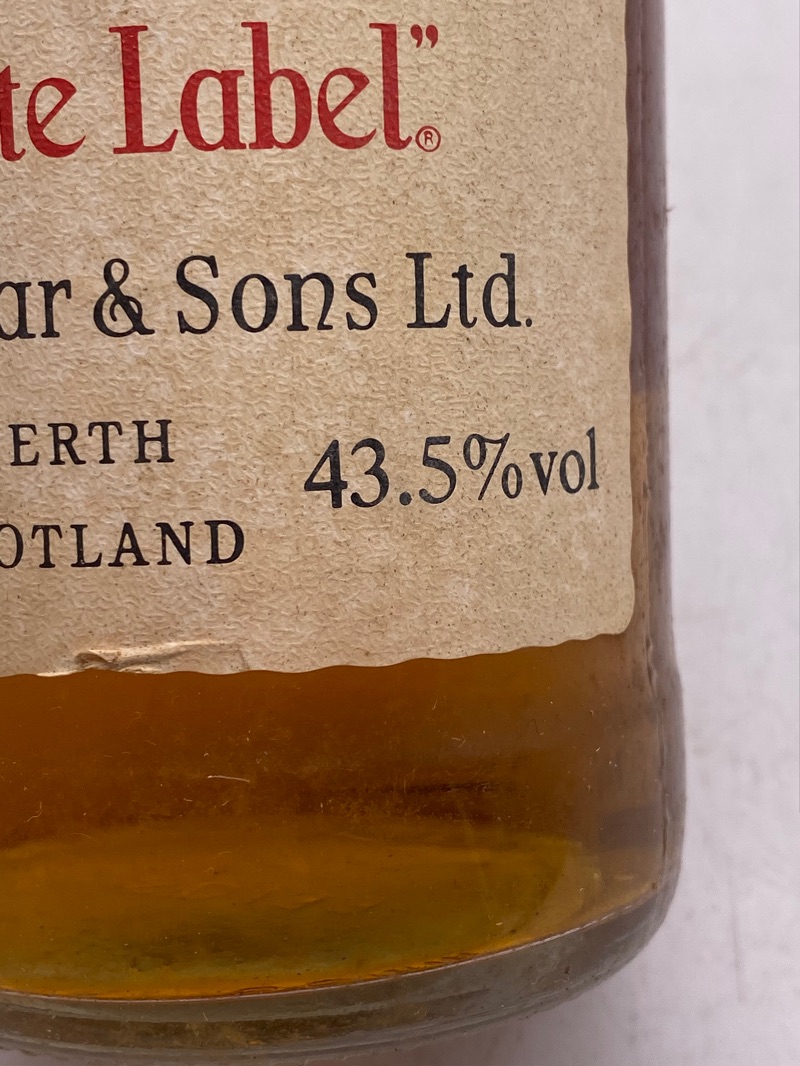 te Label”®
ar & Sons Ltd.
ERTH
43.5%vol
OTLAND